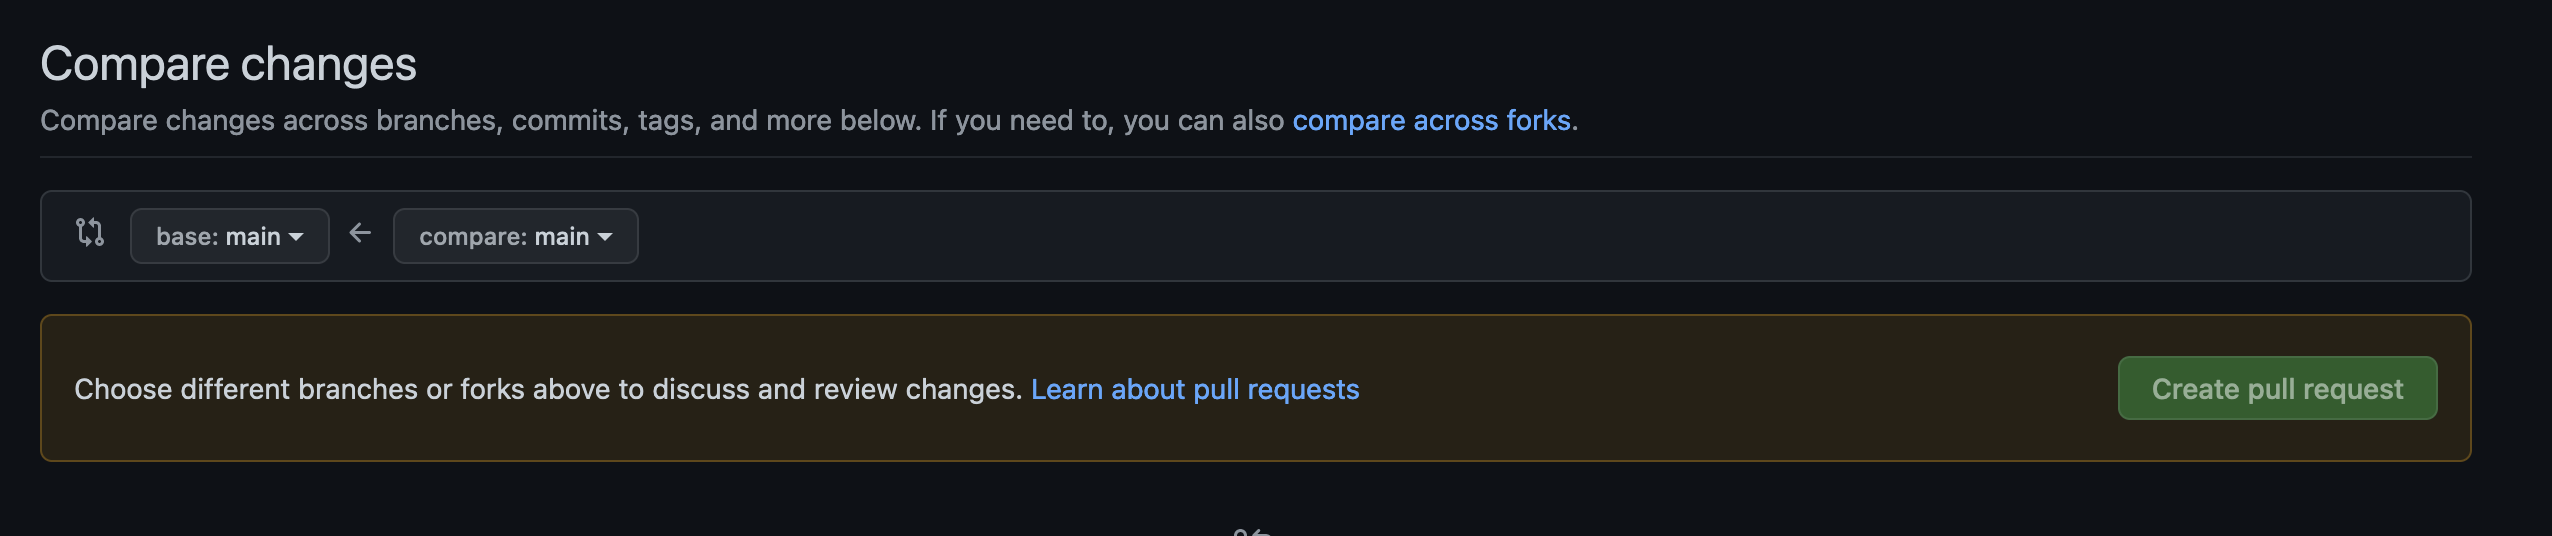 Compare changes
Compare changes across branches, commits, tags, and more below. If you need to, you can also compare across forks.
base: main
compare: main
Choose different branches or forks above to discuss and review changes. Learn about pull requests
Create pull request